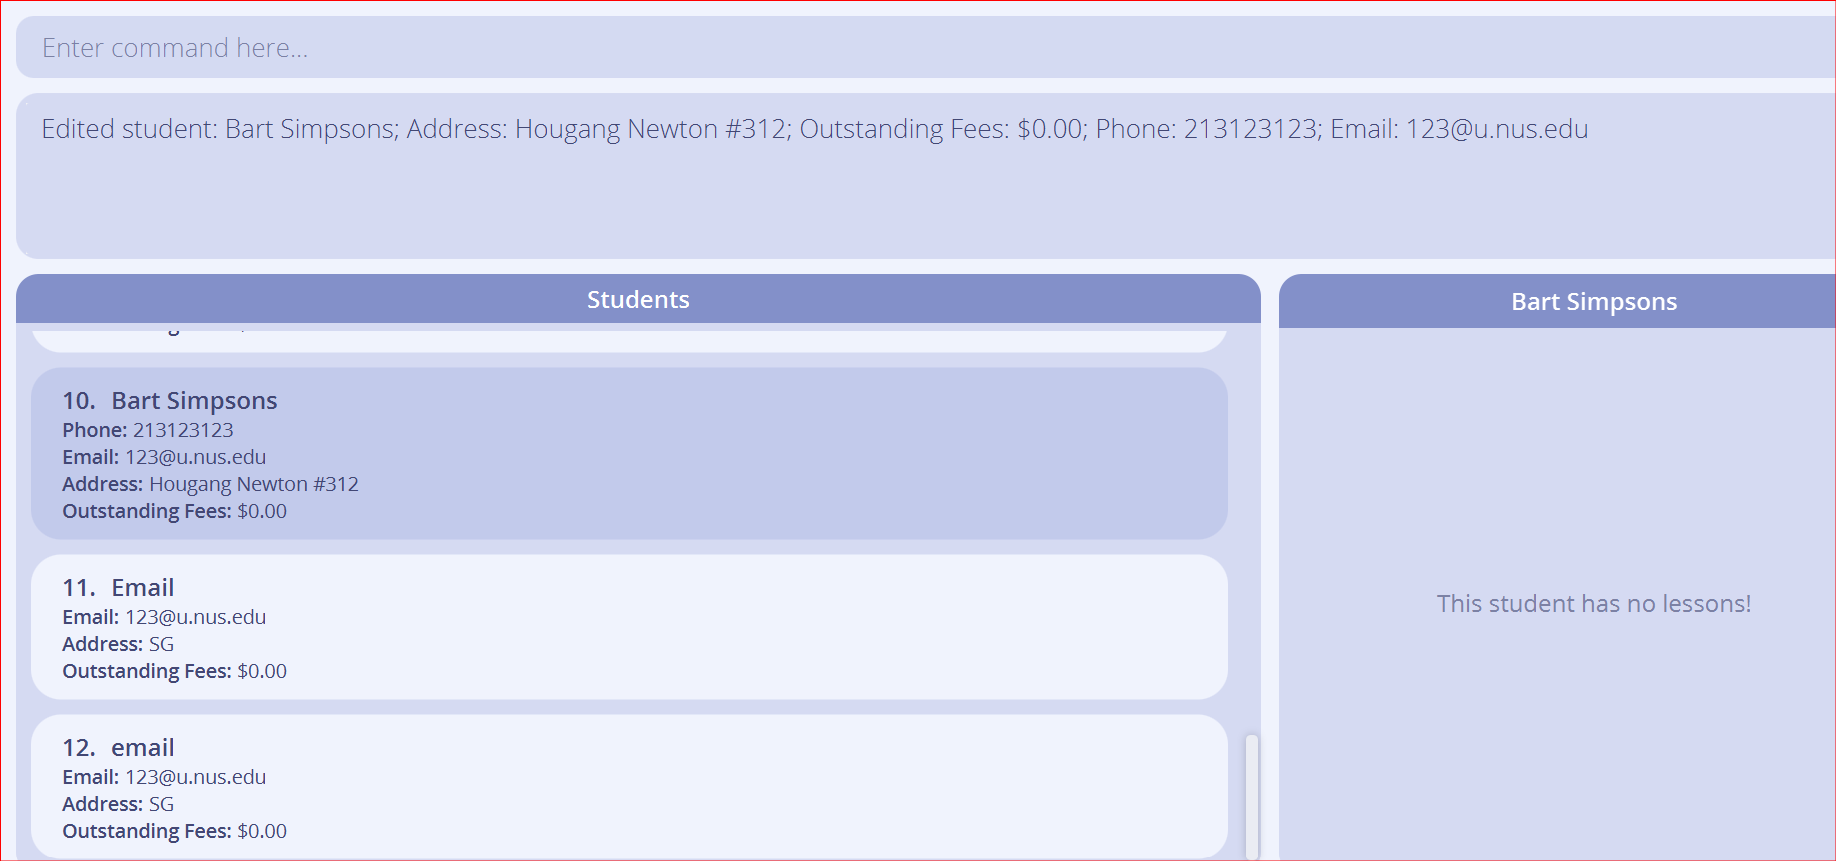 Enter command here...
Edited student: Bart Simpsons; Address: Hougang Newton #312; Outstanding Fees: $0.00; Phone: 213123123; Email: 123@u.nus.edu
Students
10. Bart Simpsons
Phone: 213123123
Email: 123@u.nus.edu
Address: Hougang Newton #312
Outstanding Fees: $0.00
11. Email
Email: 123@u.nus.edu
Address: SG
Outstanding Fees: $0.00
12. email
Email: 123@u.nus.edu
Address: SG
Outstanding Fees: $0.00
Bart Simpsons
This student has no lessons!